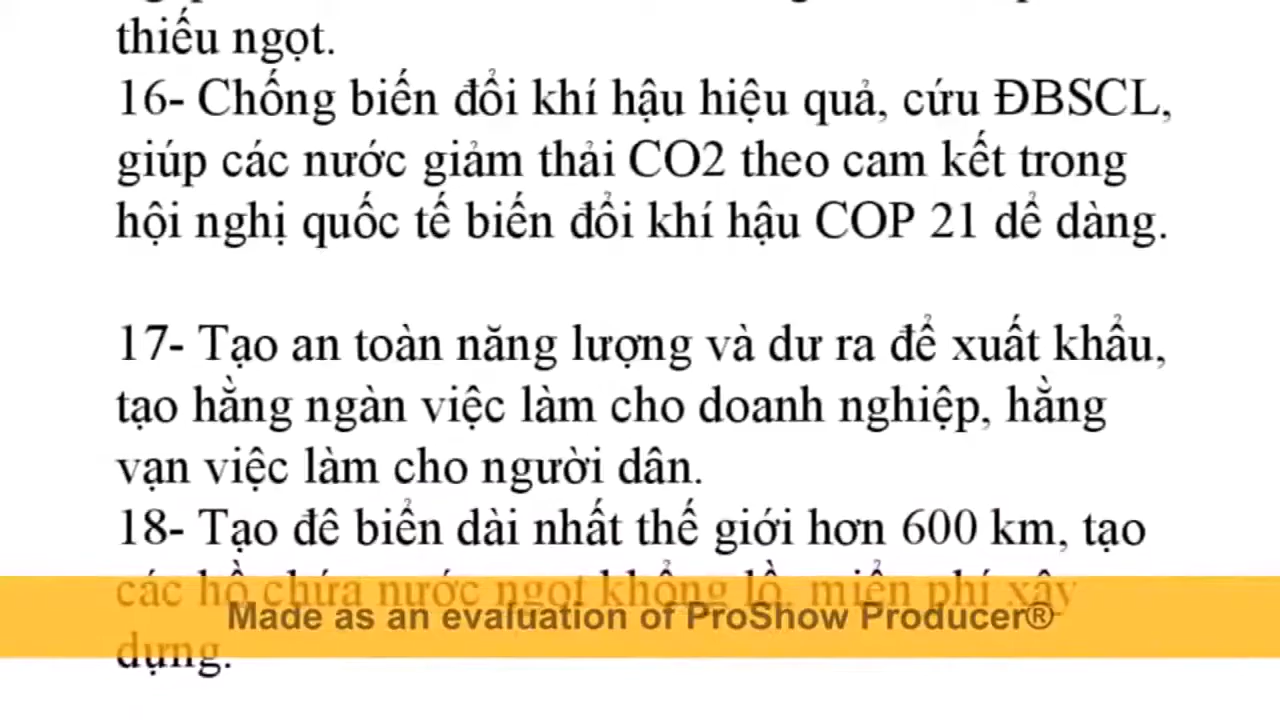 thiếu ngọt.
16- Chống biến đổi khí hậu hiệu quả, cứu ĐBSCL,
giúp các nước giảm thải CO2 theo cam kết trong
hội nghị quốc tế biến đổi khí hậu COP 21 dể dàng.
17- Tạo an toàn năng lượng và dư ra để xuất khẩu,
tạo hằng ngàn việc làm cho doanh nghiệp, hằng
vạn việc làm cho người dân.
18- Tạo đê biển dài nhất thế giới hơn 600 km, tạo
các hồ chứa nước ngọt khổng lồ, miển phí xây
Made as an evaluation of ProShow Producer®
dựng.